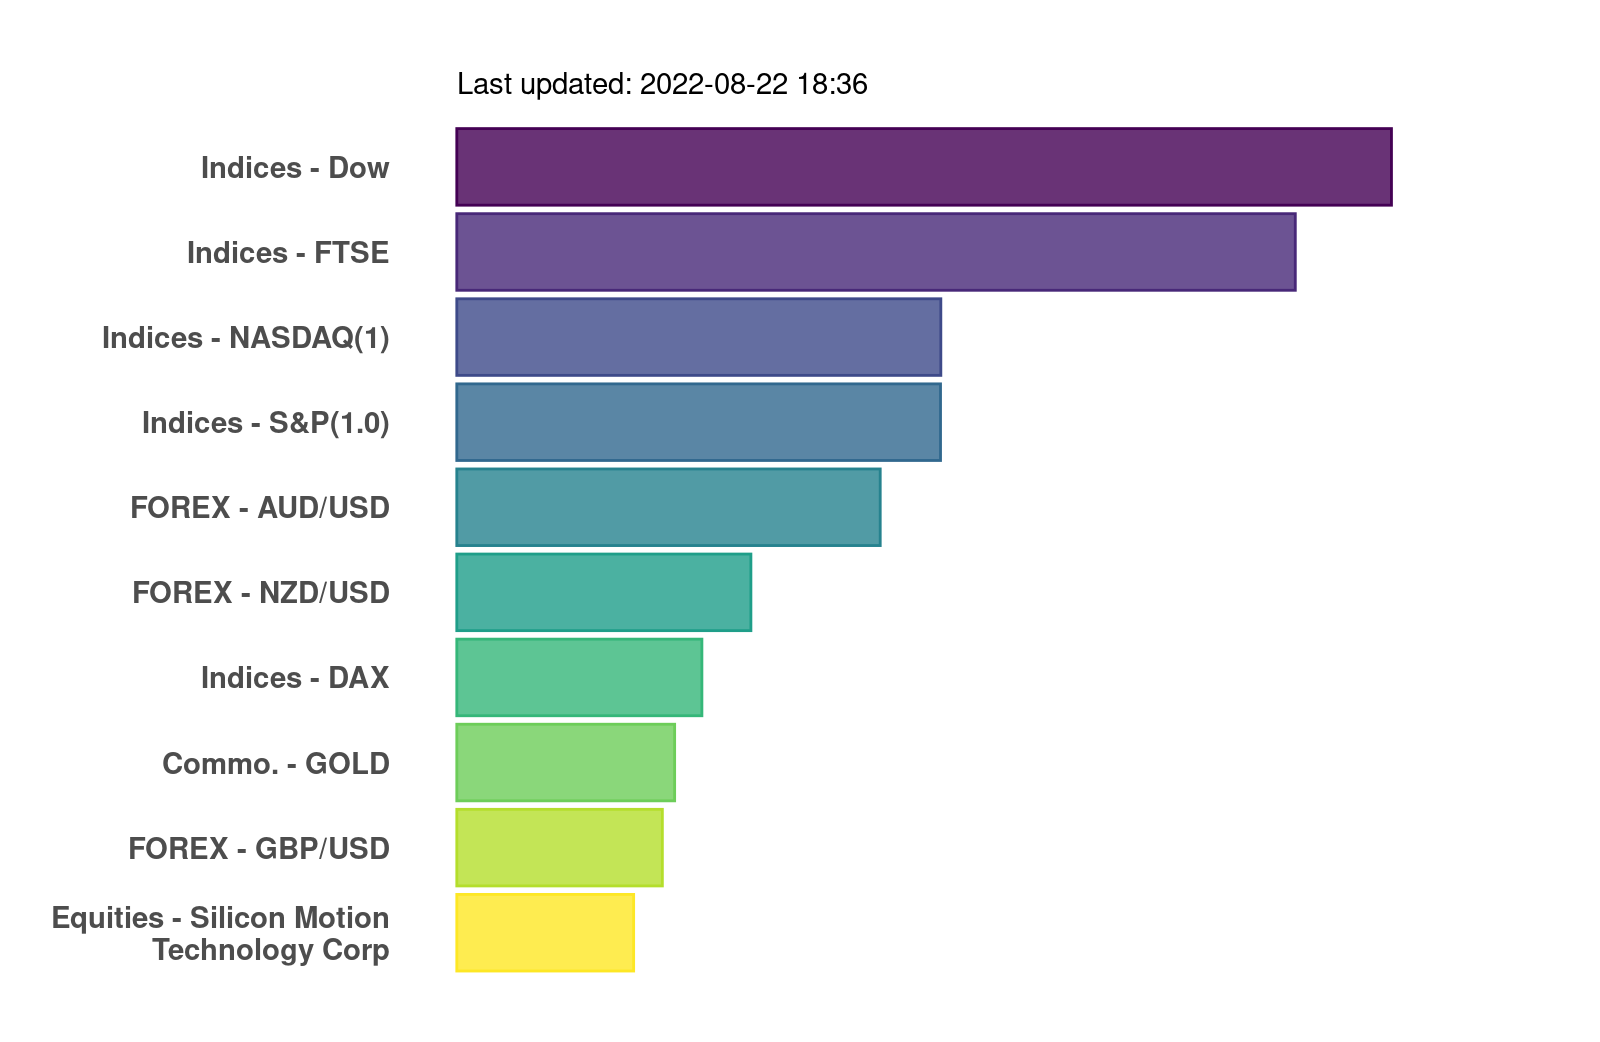 Last updated: 2022-08-22 18:36
Indices - Dow
Indices - FTSE
Indices - NASDAQ(1)
Indices - S&P(1.0)
FOREX - AUD/USD
FOREX - NZD/USD
Indices - DAX
Commo. - GOLD
FOREX - GBP/USD
Equities - Silicon Motion
Technology Corp